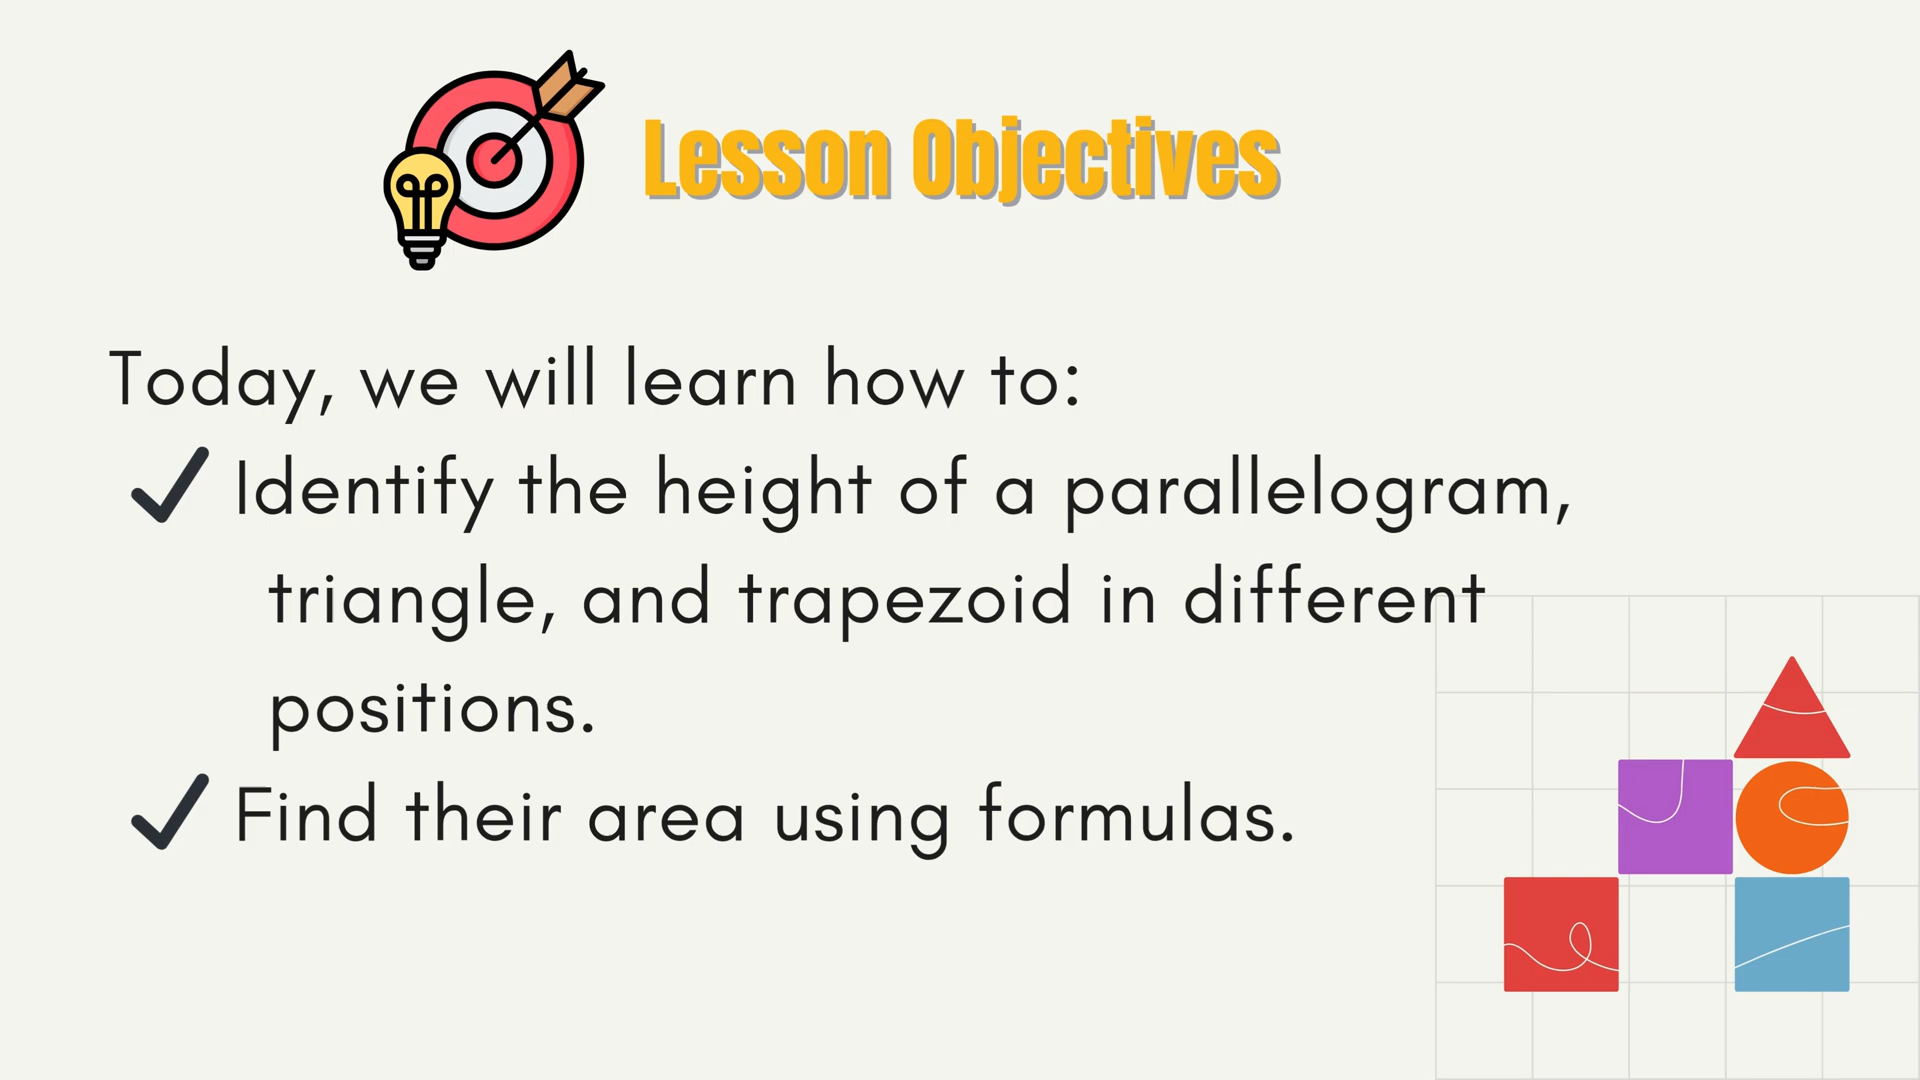 Lesson Objectives
Today, we will learn how to:
Identify the height of a parallelogram,
triangle, and trapezoid in different
positions.
Find their area using formulas.